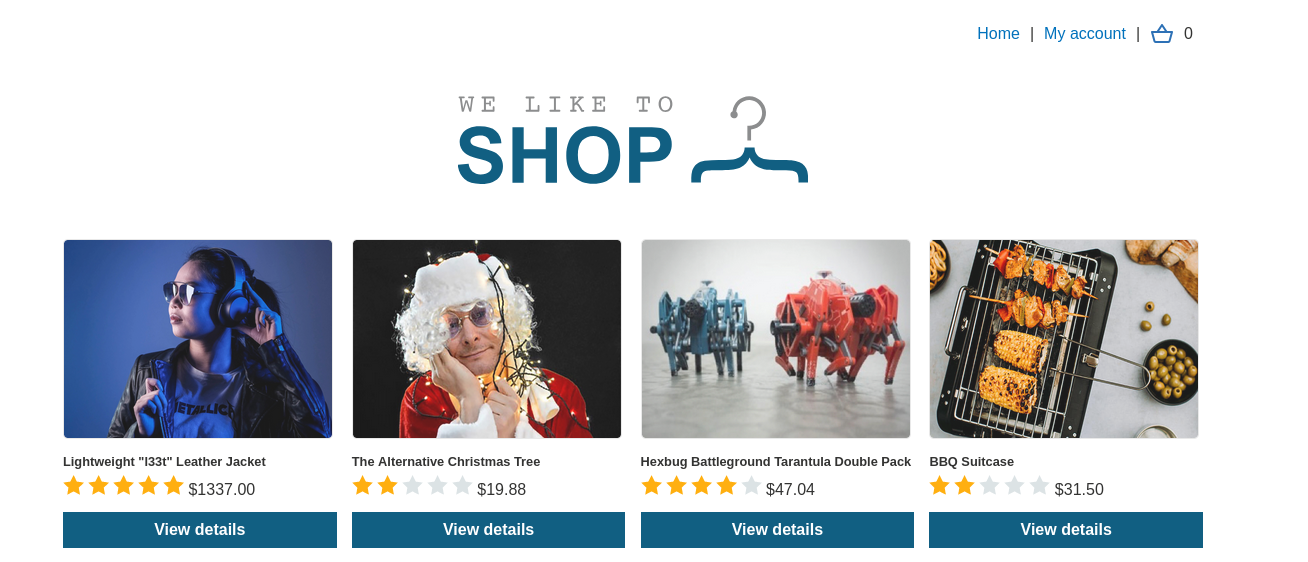 Home | My account | 0
WE LIKE TO
SHOP
METALLICA
Lightweight "l33t" Leather Jacket
The Alternative Christmas Tree
Hexbug Battleground Tarantula Double Pack
BBQ Suitcase
$1337.00
$19.88
$47.04
$31.50
View details
View details
View details
View details